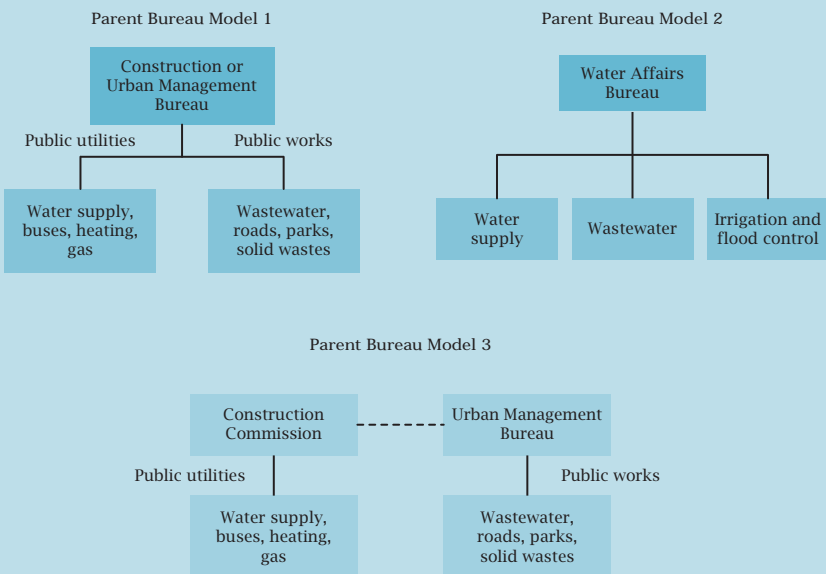 Parent Bureau Model 1
Construction or
Urban Management
Bureau
Public utilities
Public works
Water supply,
buses, heating,
gas
Wastewater,
roads, parks,
solid wastes
Parent Bureau Model 2
Water Affairs
Bureau
Water
supply
Wastewater
Irrigation and
flood control
Parent Bureau Model 3
Construction
Commission
Urban Management
Bureau
Public utilities
Public works
Water supply,
buses, heating,
gas
Wastewater,
roads, parks,
solid wastes